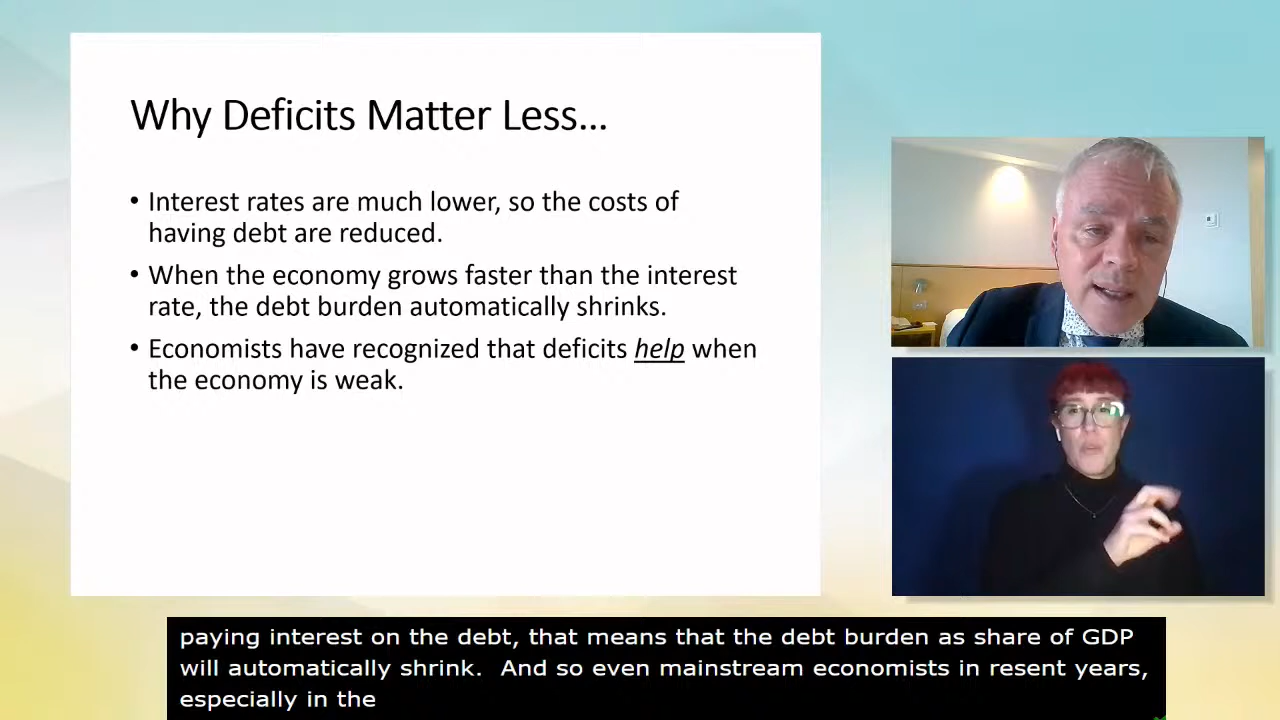 Why Deficits Matter Less...
• Interest rates are much lower, so the costs of
having debt are reduced.
• When the economy grows faster than the interest
rate, the debt burden automatically shrinks.
• Economists have recognized that deficits help when
the economy is weak.
paying interest on the debt, that means that the debt burden as share of GDP
will automatically shrink.  And so even mainstream economists in resent years,
especially in the